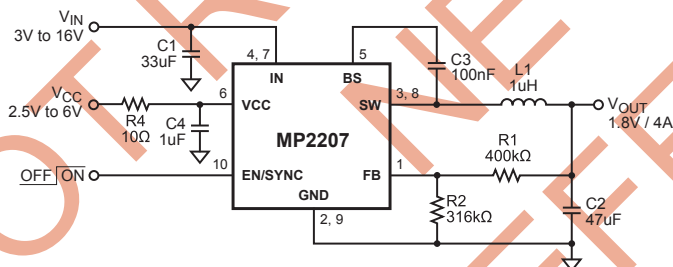 VIN
3V to 16V
C1
33uF
4, 7
IN
5
BS
C3
100nF
L1
1uH
VCC
2.5V to 6V
R4
10Ω
C4
1uF
6
VCC
3, 8
SW
VOUT
1.8V / 4A
MP2207
R1
400kΩ
OFF ON
10
EN/SYNC
1
FB
GND
2, 9
R2
316kΩ
C2
47uF